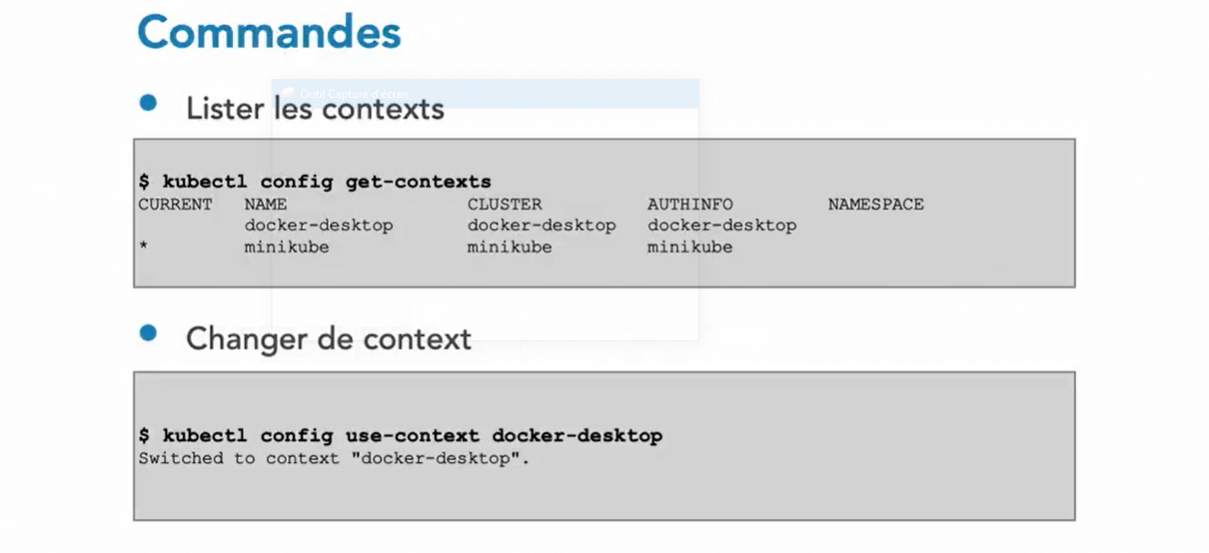 Commandes
Outil Capture d'écran
• Lister les contexts
$ kubectl config get-contexts
CURRENT NAME CLUSTER AUTHINFO NAMESPACE
docker-desktop docker-desktop docker-desktop
* minikube minikube minikube
• Changer de context
$ kubectl config use-context docker-desktop
Switched to context "docker-desktop".